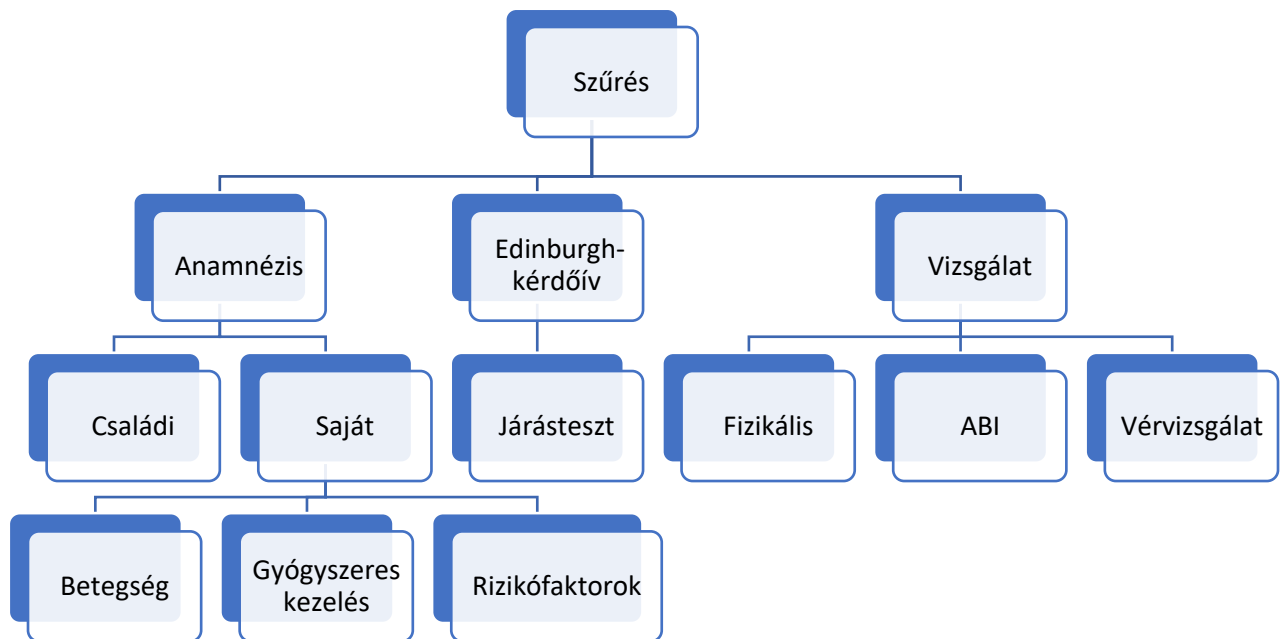 Szűrés
Anamnézis
Edinburgh-
kérdőív
Vizsgálat
Családi
Saját
Járásteszt
Fizikális
ABI
Vérvizsgálat
Betegség
Gyógyszeres
kezelés
Rizikófaktorok